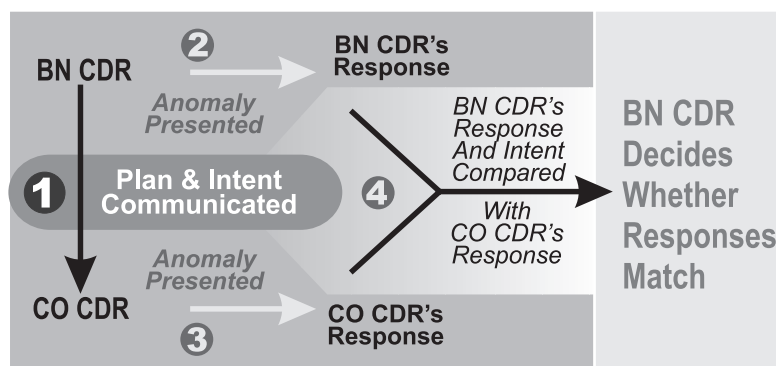 BN CDR
2
Anomaly
Presented
BN CDR's
Response
1
Plan & Intent
Communicated
4
BN CDR's
Response
And Intent
Compared
With
CO CDR's
Response
CO CDR
Anomaly
Presented
3
CO CDR's
Response
BN CDR
Decides
Whether
Responses
Match